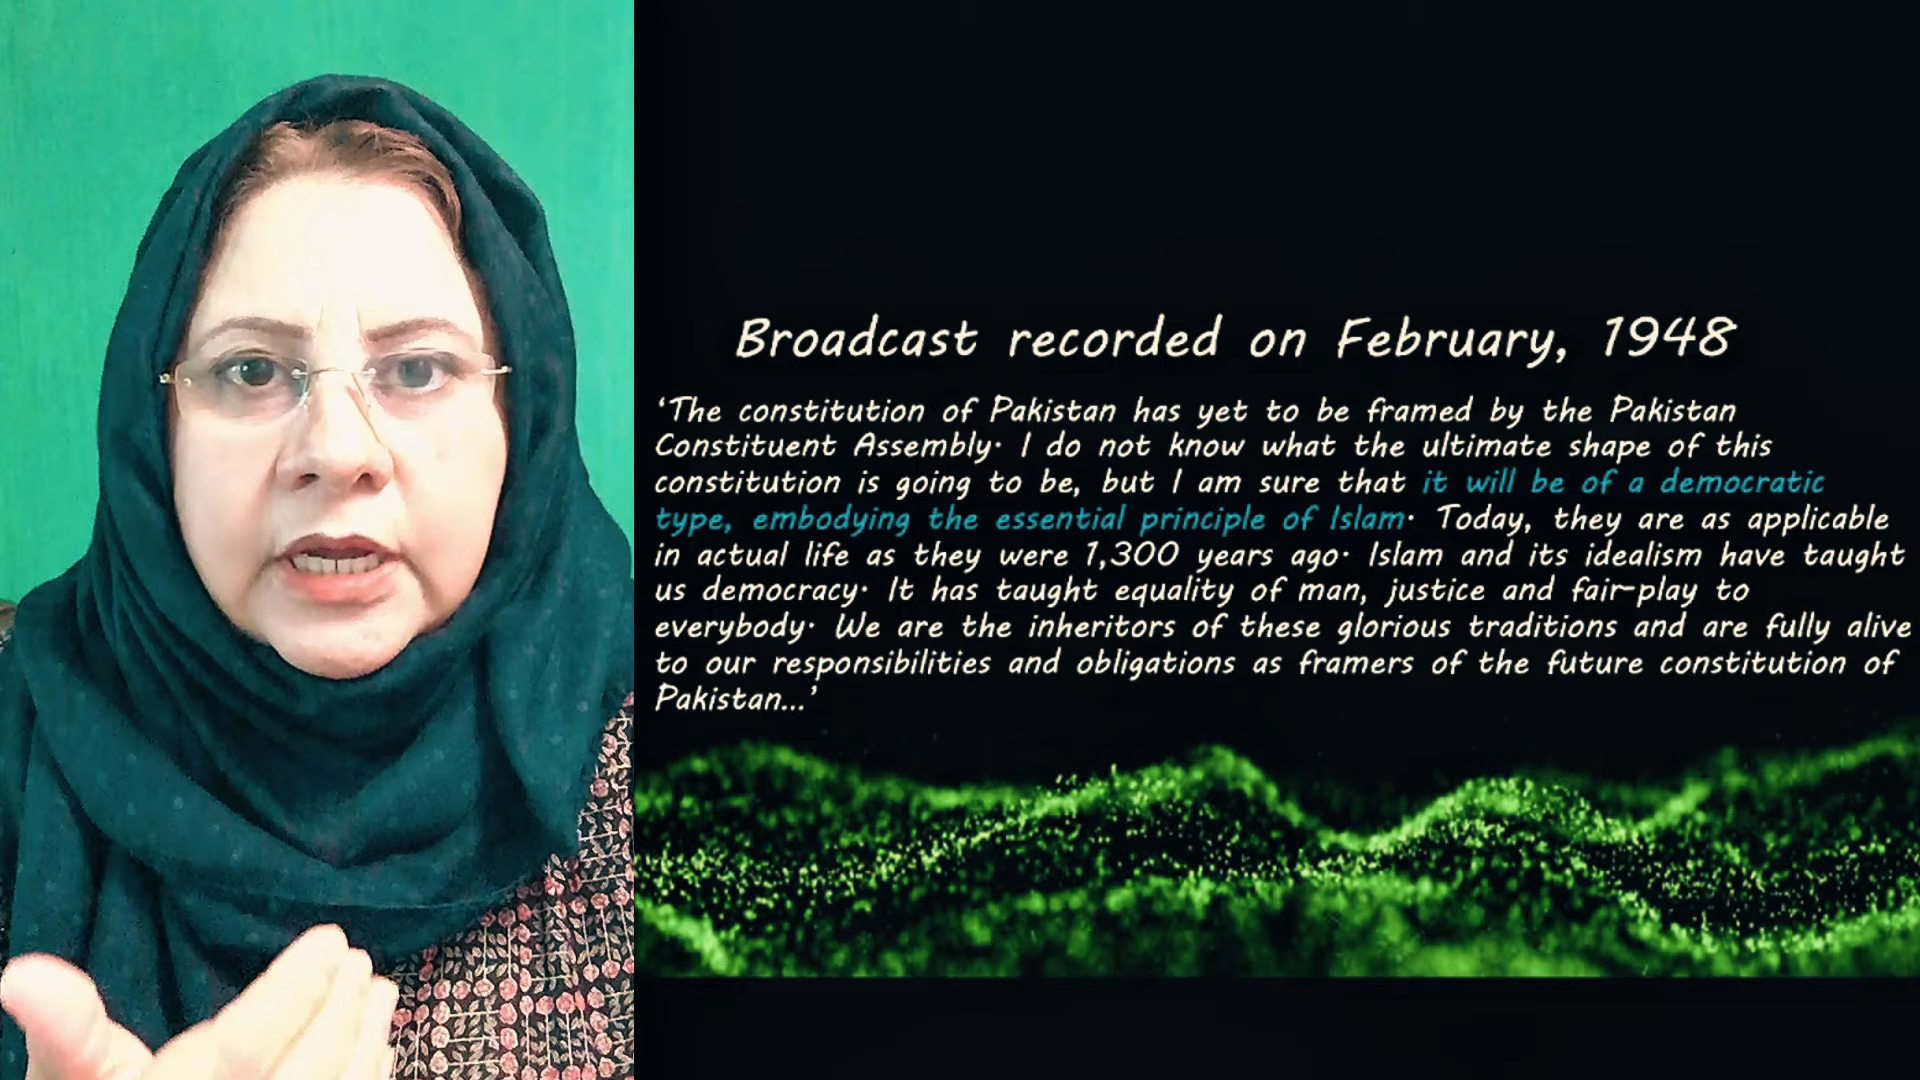 Broadcast recorded on February, 1948
‘The constitution of Pakistan has yet to be framed by the Pakistan
Constituent Assembly· I do not know what the ultimate shape of this
constitution is going to be, but I am sure that it will be of a democratic
type, embodying the essential principle of Islam· Today, they are as applicable
in actual life as they were 1,300 years ago· Islam and its idealism have taught
us democracy· It has taught equality of man, justice and fair-play to
everybody· We are the inheritors of these glorious traditions and are fully alive
to our responsibilities and obligations as framers of the future constitution of
Pakistan...’